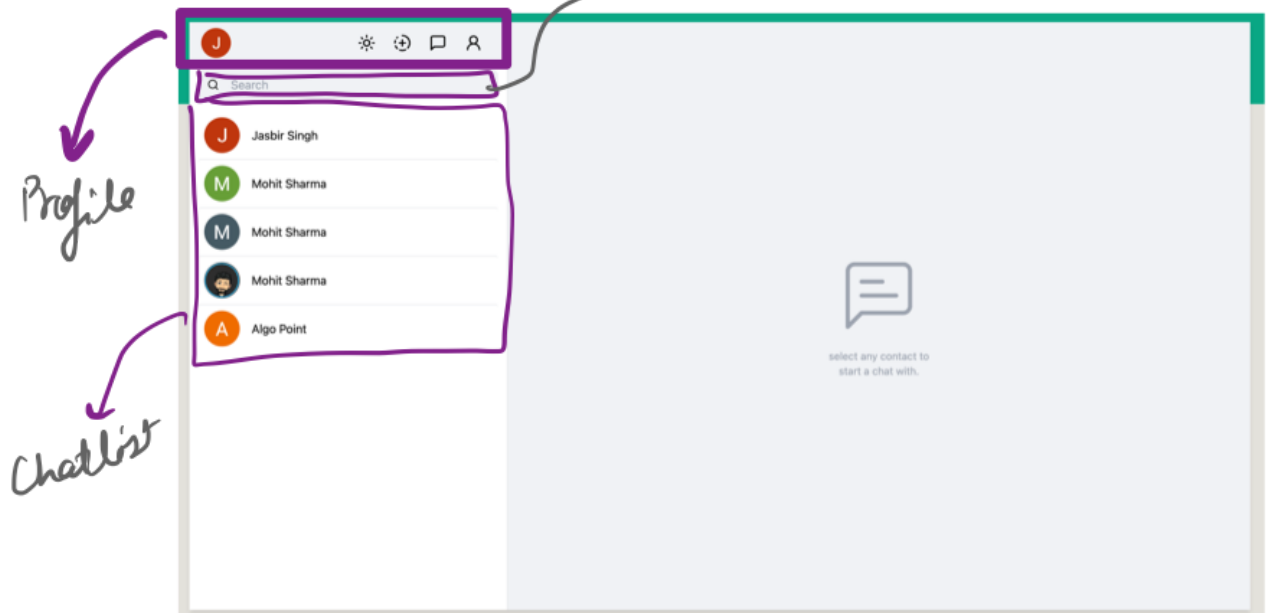 J
Search
J Jasbir Singh
M Mohit Sharma
Profile
M Mohit Sharma
Mohit Sharma
A Algo Point
select any contact to
start a chat with.
Chatlist